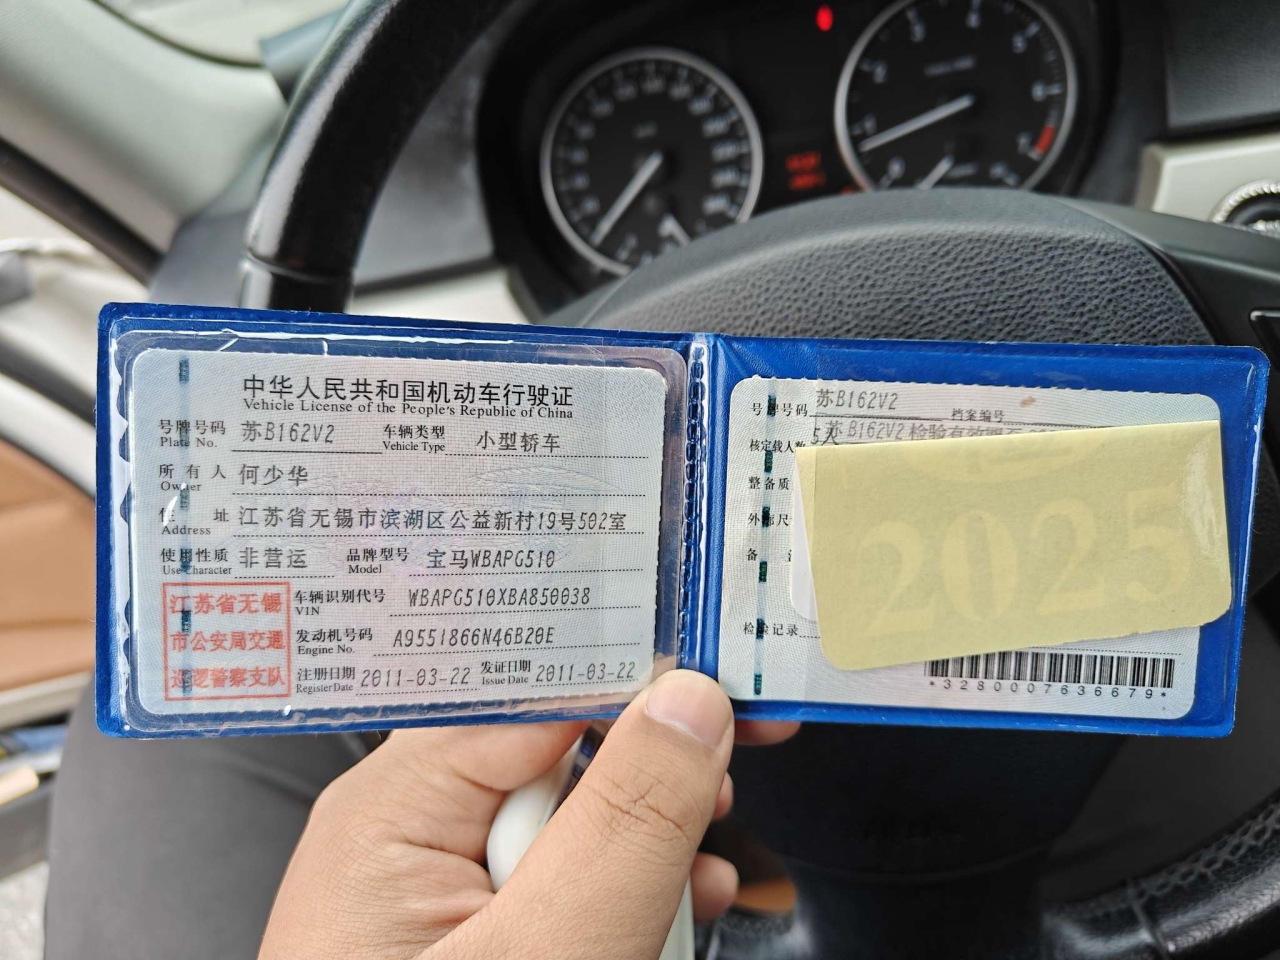 中华人民共和国机动车行驶证
Vehicle License of the People's Republic of China
号牌号码 苏B162V2 车辆类型 小型轿车
Plate No. Vehicle Type
所有人 何少华
Owner
住址 江苏省无锡市滨湖区公益新村19号502室
Address
使用性质 非营运 品牌型号 宝马WBAPG510
Use Character Model
江苏省无锡
市公安局交通
巡逻警察支队
车辆识别代号 WBAPG510XBA850038
VIN
发动机号码 A9551866N46B20E
Engine No.
注册日期 2011-03-22 发证日期 2011-03-22
Register Date Issue Date
号牌号码 苏B162V2 档案编号
核定载人数 5人 苏B162V2 检验有效期
整备质
外廓尺
备
检验记录
2025
*3280007636679*